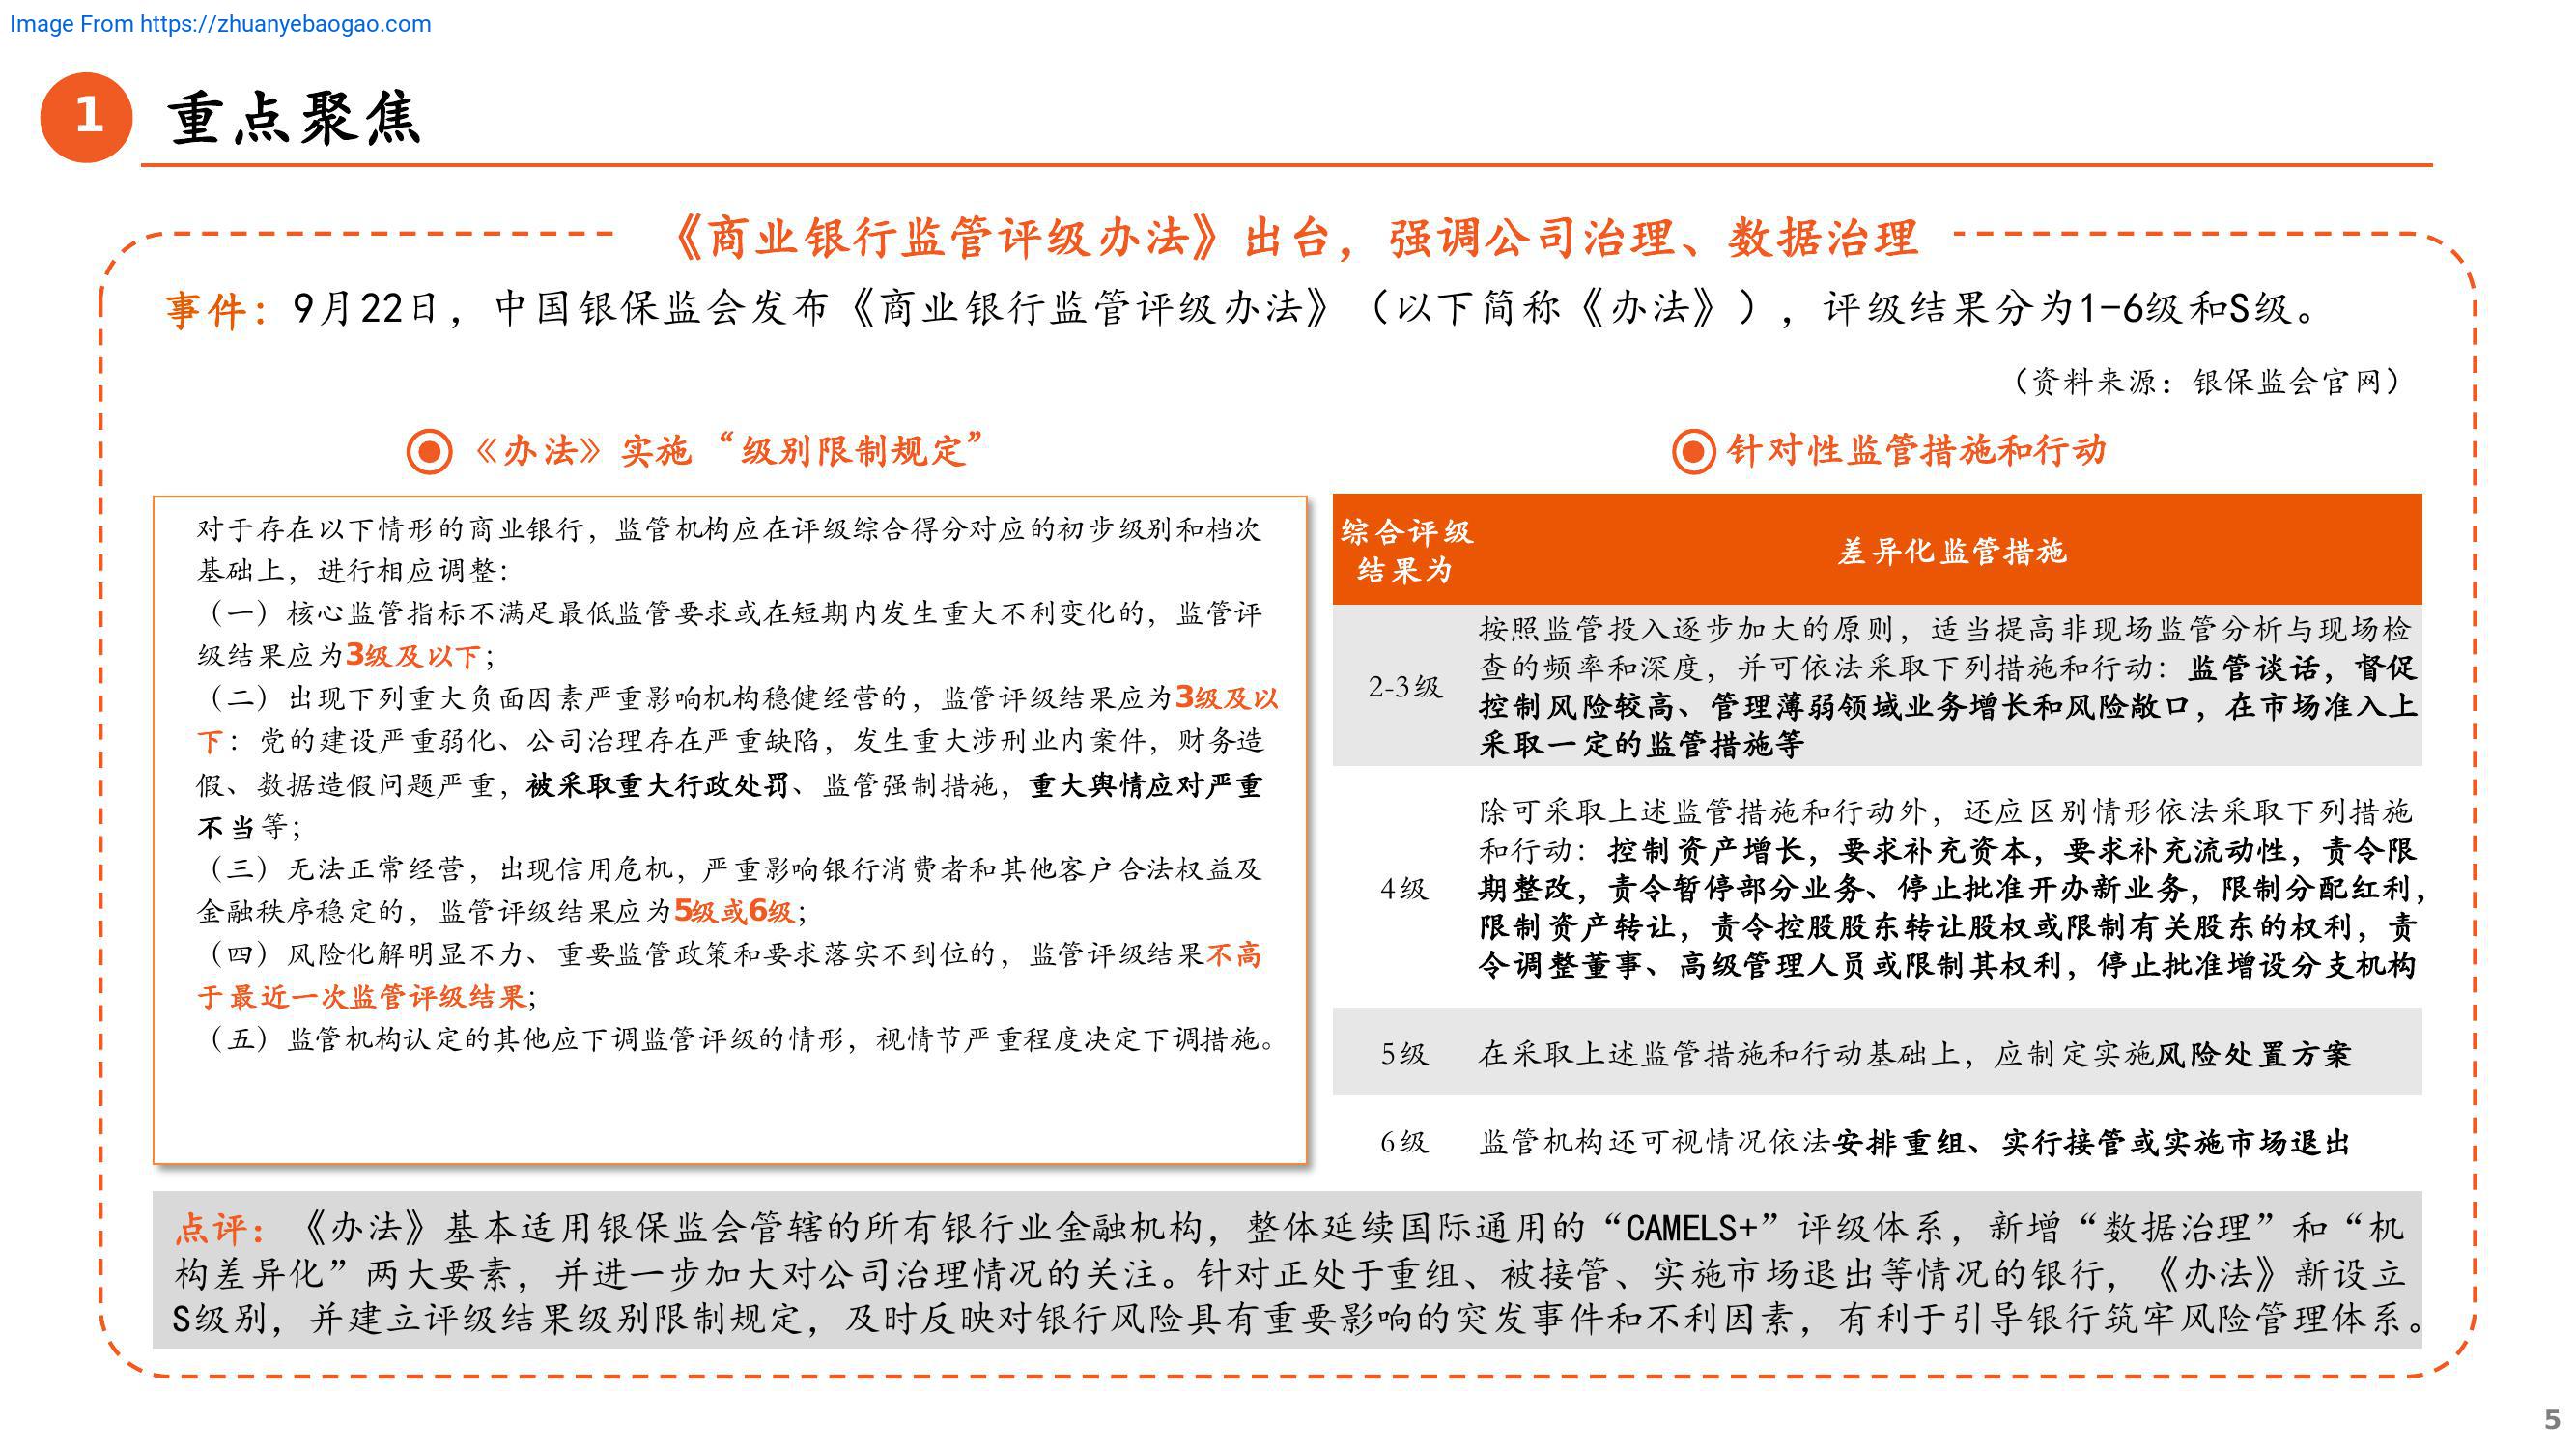 Image From https://zhuanyebaogao.com
1
重点聚焦
《商业银行监管评级办法》出台，强调公司治理、数据治理
事件：9月22日，中国银保监会发布《商业银行监管评级办法》（以下简称《办法》），评级结果分为1-6级和S级。
（资料来源：银保监会官网）
《办法》实施“级别限制规定”
对于存在以下情形的商业银行，监管机构应在评级综合得分对应的初步级别和档次
基础上，进行相应调整：
（一）核心监管指标不满足最低监管要求或在短期内发生重大不利变化的，监管评
级结果应为3级及以下；
（二）出现下列重大负面因素严重影响机构稳健经营的，监管评级结果应为3级及以
下：党的建设严重弱化、公司治理存在严重缺陷，发生重大涉刑业内案件，财务造
假、数据造假问题严重，被采取重大行政处罚、监管强制措施，重大舆情应对严重
不当等；
（三）无法正常经营，出现信用危机，严重影响银行消费者和其他客户合法权益及
金融秩序稳定的，监管评级结果应为5级或6级；
（四）风险化解明显不力、重要监管政策和要求落实不到位的，监管评级结果不高
于最近一次监管评级结果；
（五）监管机构认定的其他应下调监管评级的情形，视情节严重程度决定下调措施。
针对性监管措施和行动
综合评级
结果为
差异化监管措施
2-3级
按照监管投入逐步加大的原则，适当提高非现场监管分析与现场检
查的频率和深度，并可依法采取下列措施和行动：监管谈话，督促
控制风险较高、管理薄弱领域业务增长和风险敞口，在市场准入上
采取一定的监管措施等
4级
除可采取上述监管措施和行动外，还应区别情形依法采取下列措施
和行动：控制资产增长，要求补充资本，要求补充流动性，责令限
期整改，责令暂停部分业务、停止批准开办新业务，限制分配红利，
限制资产转让，责令控股股东转让股权或限制有关股东的权利，责
令调整董事、高级管理人员或限制其权利，停止批准增设分支机构
5级
在采取上述监管措施和行动基础上，应制定实施风险处置方案
6级
监管机构还可视情况依法安排重组、实行接管或实施市场退出
点评：《办法》基本适用银保监会管辖的所有银行业金融机构，整体延续国际通用的“CAMELS+”评级体系，新增“数据治理”和“机
构差异化”两大要素，并进一步加大对公司治理情况的关注。针对正处于重组、被接管、实施市场退出等情况的银行，《办法》新设立
S级别，并建立评级结果级别限制规定，及时反映对银行风险具有重要影响的突发事件和不利因素，有利于引导银行筑牢风险管理体系。
5